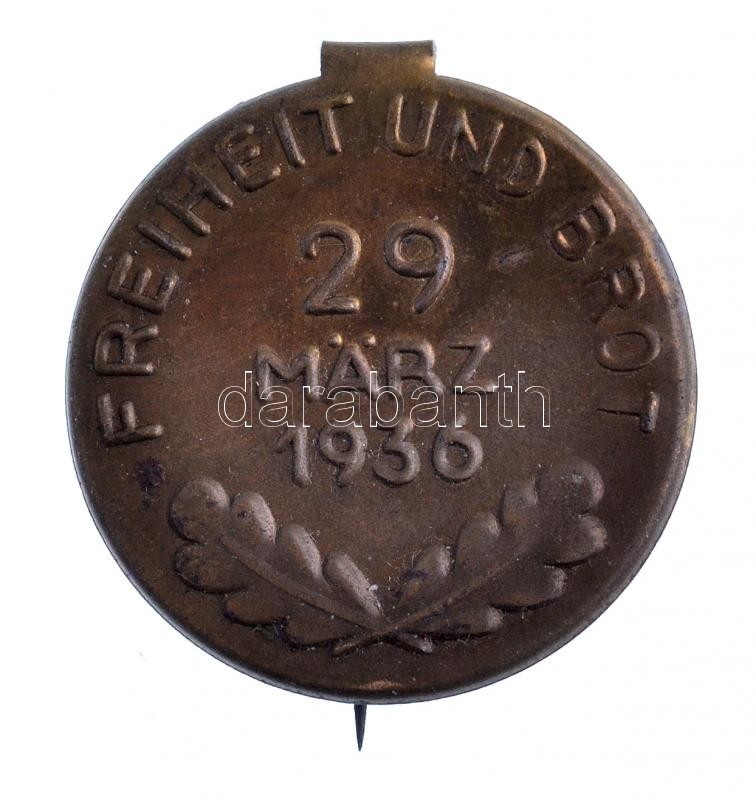 FREIHEIT UND BROT
29
MÄRZ
darabanth
1936